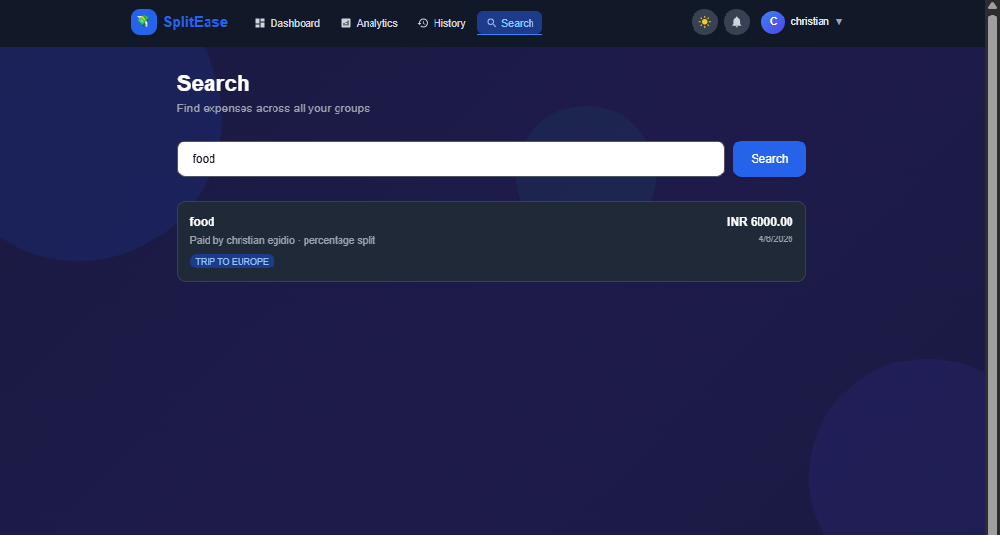 SplitEase Dashboard Analytics History Search C christian
Search
Find expenses across all your groups
food Search
food INR 6000.00
Paid by christian egidio · percentage split 4/6/2026
TRIP TO EUROPE